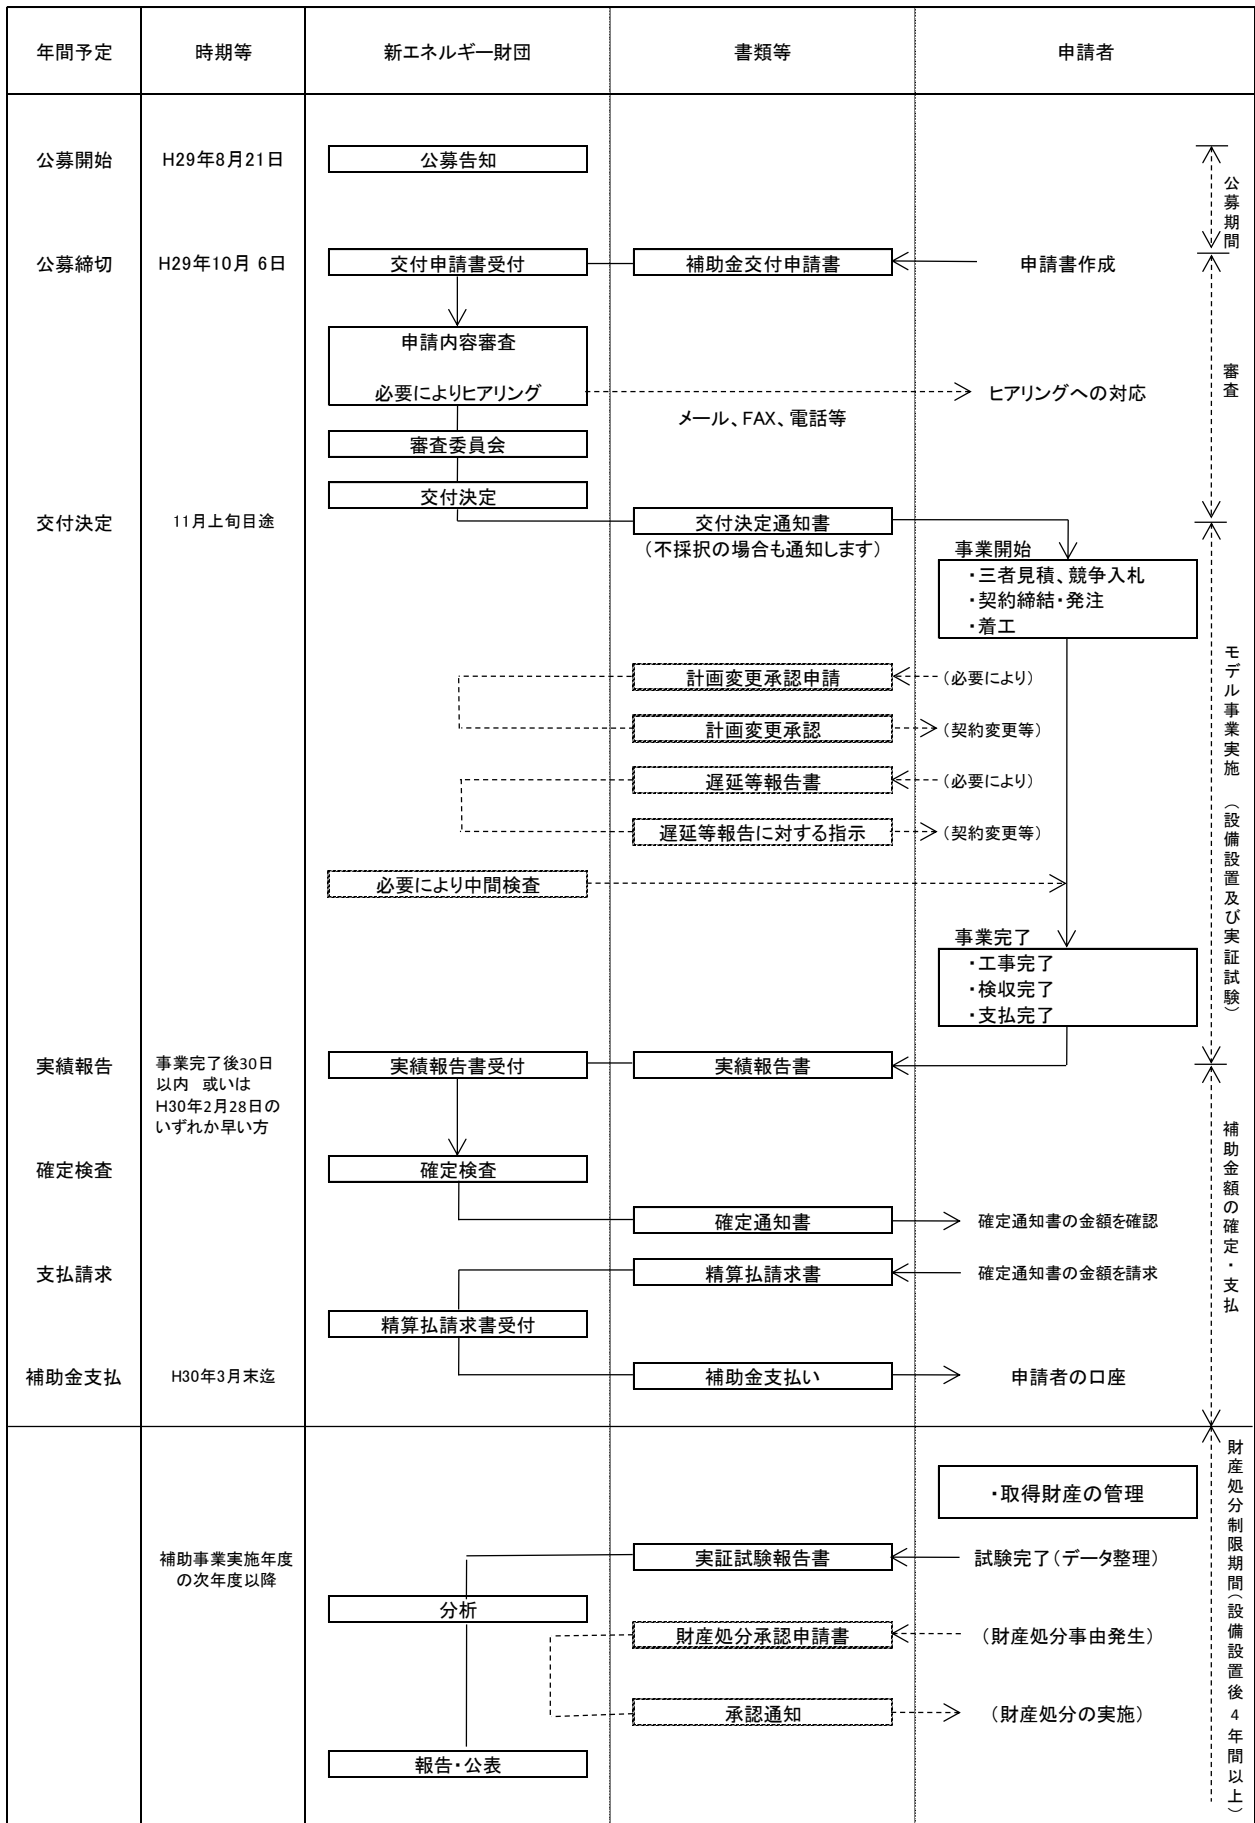 年間予定
時期等
新エネルギー財団
書類等
申請者
公募開始
H29年8月21日
公募告知
公募期間
公募締切
H29年10月 6日
交付申請書受付
補助金交付申請書
申請書作成
申請内容審査
必要によりヒアリング
ヒアリングへの対応
審査
メール、FAX、電話等
審査委員会
交付決定
交付決定
11月上旬目途
交付決定通知書
(不採択の場合も通知します)
事業開始
・三者見積、競争入札
・契約締結・発注
・着工
モデル事業実施 (設備設置及び実証試験)
計画変更承認申請
(必要により)
計画変更承認
(契約変更等)
遅延等報告書
(必要により)
遅延等報告に対する指示
(契約変更等)
必要により中間検査
事業完了
・工事完了
・検収完了
・支払完了
実績報告
事業完了後30日
以内 或いは
H30年2月28日の
いずれか早い方
実績報告書受付
実績報告書
補助金額の確定・支払
確定検査
確定検査
確定通知書
確定通知書の金額を確認
支払請求
精算払請求書
確定通知書の金額を請求
精算払請求書受付
補助金支払
H30年3月末迄
補助金支払い
申請者の口座
財産処分制限期間(設備設置後4年間以上)
・取得財産の管理
補助事業実施年度
の次年度以降
実証試験報告書
試験完了(データ整理)
分析
財産処分承認申請書
(財産処分事由発生)
承認通知
(財産処分の実施)
報告・公表